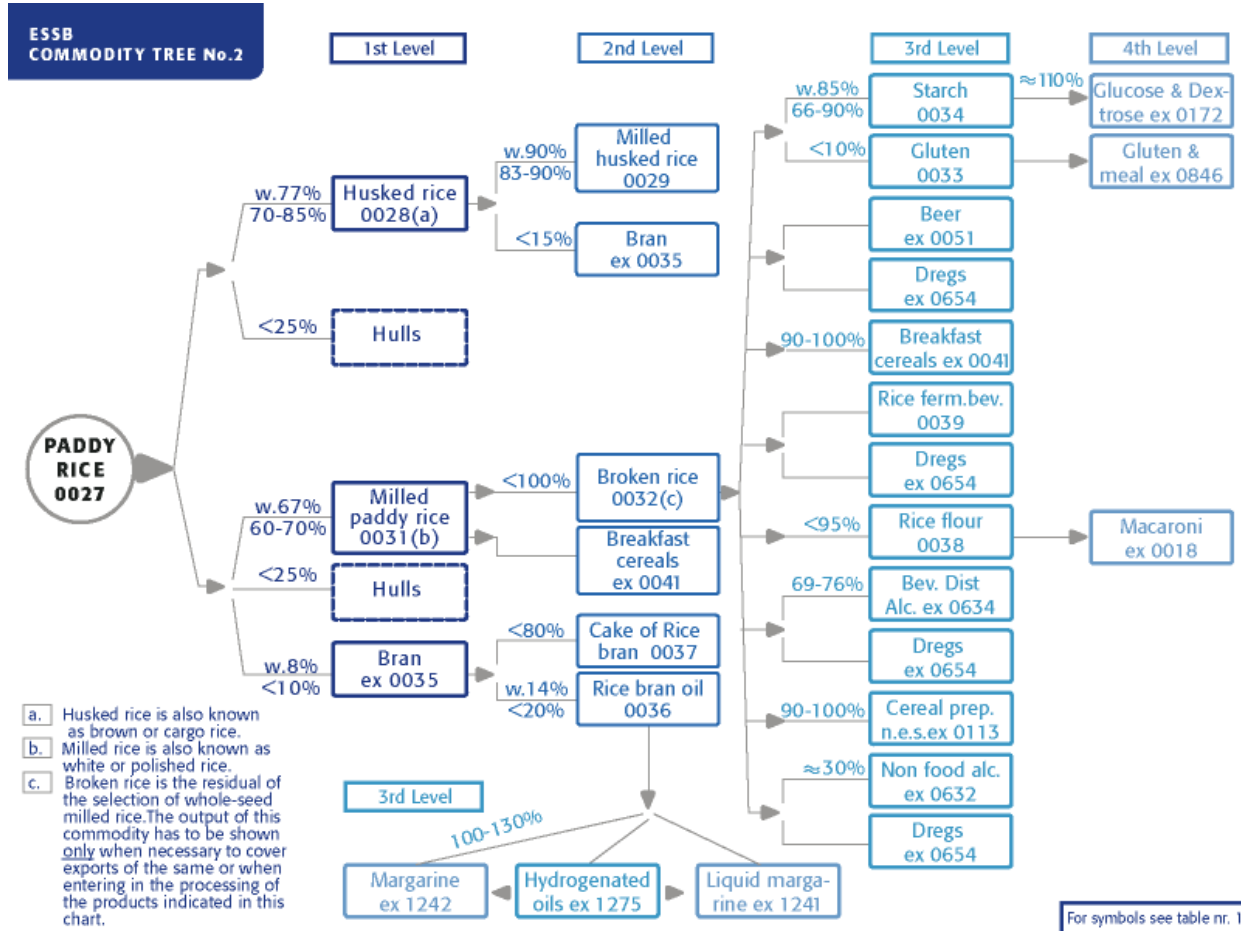 ESSB
COMMODITY TREE No.2
1st Level
2nd Level
3rd Level
4th Level
PADDY
RICE
0027
w.77%
70-85%
Husked rice
0028(a)
<25%
Hulls
w.90%
83-90%
Milled
husked rice
0029
<15%
Bran
ex 0035
w.67%
60-70%
Milled
paddy rice
0031(b)
<25%
Hulls
w.8%
<10%
Bran
ex 0035
<100%
Broken rice
0032(c)
Breakfast
cereals
ex 0041
<80%
Cake of Rice
bran 0037
w.14%
<20%
Rice bran oil
0036
w.85%
66-90%
Starch
0034
≈110%
Glucose & Dex-
trose ex 0172
<10%
Gluten
0033
Gluten &
meal ex 0846
Beer
ex 0051
Dregs
ex 0654
90-100%
Breakfast
cereals ex 0041
Rice ferm.bev.
0039
Dregs
ex 0654
<95%
Rice flour
0038
Macaroni
ex 0018
69-76%
Bev. Dist
Alc. ex 0634
Dregs
ex 0654
90-100%
Cereal prep.
n.e.s.ex 0113
≈30%
Non food alc.
ex 0632
Dregs
ex 0654
3rd Level
100-130%
Margarine
ex 1242
Hydrogenated
oils ex 1275
Liquid marga-
rine ex 1241
a. Husked rice is also known
as brown or cargo rice.
b. Milled rice is also known as
white or polished rice.
c. Broken rice is the residual of
the selection of whole-seed
milled rice.The output of this
commodity has to be shown
only when necessary to cover
exports of the same or when
entering in the processing of
the products indicated in this
chart.
For symbols see table nr. 1